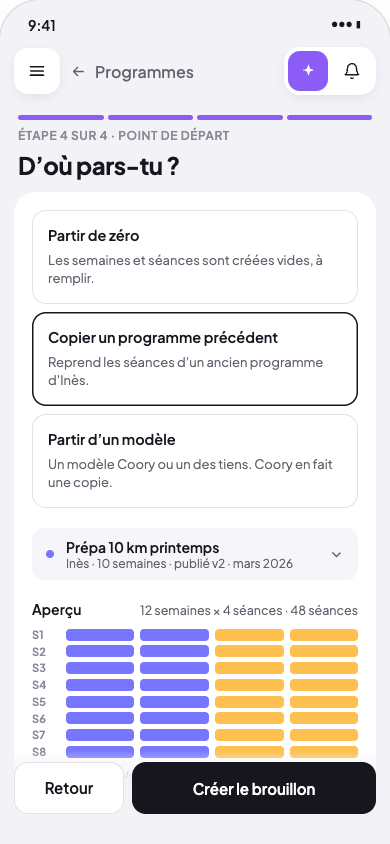 9:41
Programmes
ÉTAPE 4 SUR 4 · POINT DE DÉPART
D’où pars-tu ?
Partir de zéro
Les semaines et séances sont créées vides, à
remplir.
Copier un programme précédent
Reprend les séances d’un ancien programme
d’Inès.
Partir d’un modèle
Un modèle Coory ou un des tiens. Coory en fait
une copie.
Prépa 10 km printemps
Inès · 10 semaines · publié v2 · mars 2026
Aperçu
12 semaines × 4 séances · 48 séances
S1
S2
S3
S4
S5
S6
S7
S8
Retour
Créer le brouillon